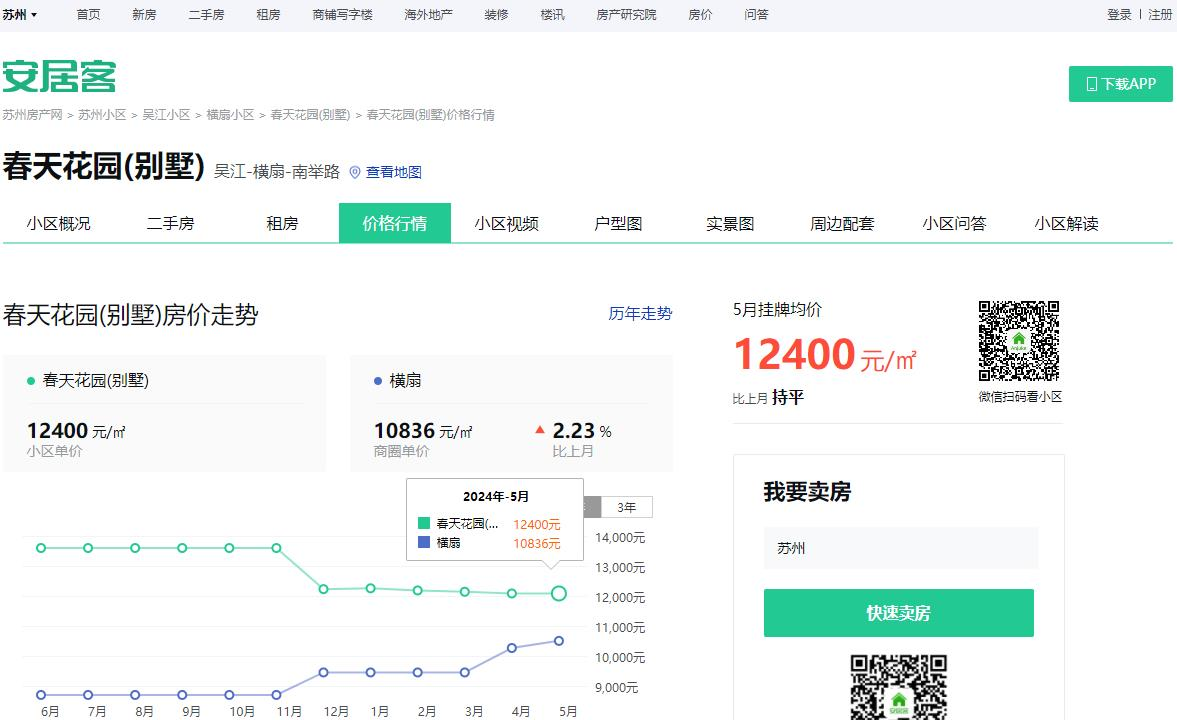 苏州 首页 新房 二手房 租房 商铺写字楼 海外地产 装修 楼讯 房产研究院 房价 问答 登录 | 注册
安居客
下载APP
苏州房产网 > 苏州小区 > 吴江小区 > 横扇小区 > 春天花园(别墅) > 春天花园(别墅)价格行情
春天花园(别墅) 吴江-横扇-南举路 查看地图
小区概况 二手房 租房 价格行情 小区视频 户型图 实景图 周边配套 小区问答 小区解读
春天花园(别墅)房价走势 历年走势
春天花园(别墅)
12400 元/㎡
小区单价
横扇
10836 元/㎡ 2.23 %
商圈单价 比上月
3年
2024年-5月
春天花园(... 12400元
横扇 10836元
14,000元
13,000元
12,000元
11,000元
10,000元
9,000元
6月 7月 8月 9月 10月 11月 12月 1月 2月 3月 4月 5月
5月挂牌均价
12400 元/㎡
比上月 持平
微信扫码看小区
我要卖房
苏州
快速卖房